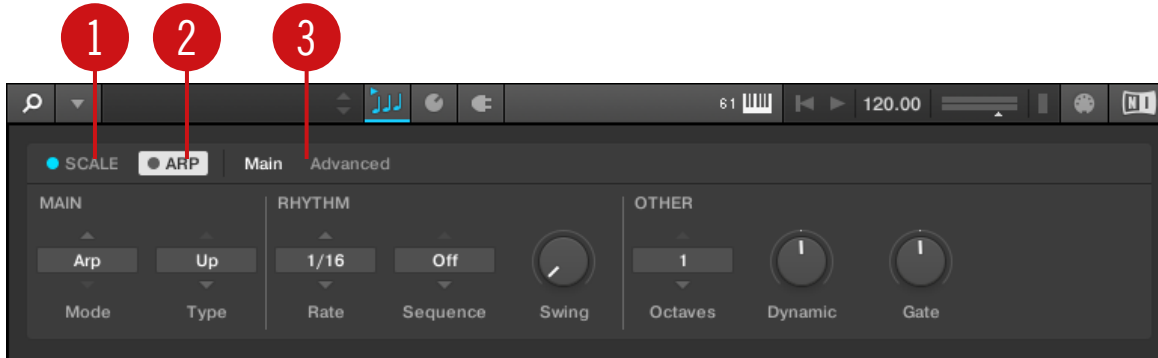 1 2 3
61 120.00 NI
SCALE ARP Main Advanced
MAIN RHYTHM OTHER
Arp Up 1/16 Off 1
Mode Type Rate Sequence Swing Octaves Dynamic Gate